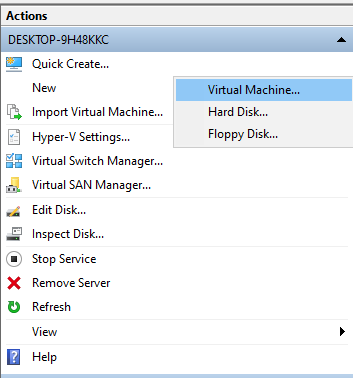 Actions
DESKTOP-9H48KKC
Quick Create...
New
Virtual Machine...
Hard Disk...
Floppy Disk...
Import Virtual Machine...
Hyper-V Settings...
Virtual Switch Manager...
Virtual SAN Manager...
Edit Disk...
Inspect Disk...
Stop Service
Remove Server
Refresh
View
Help